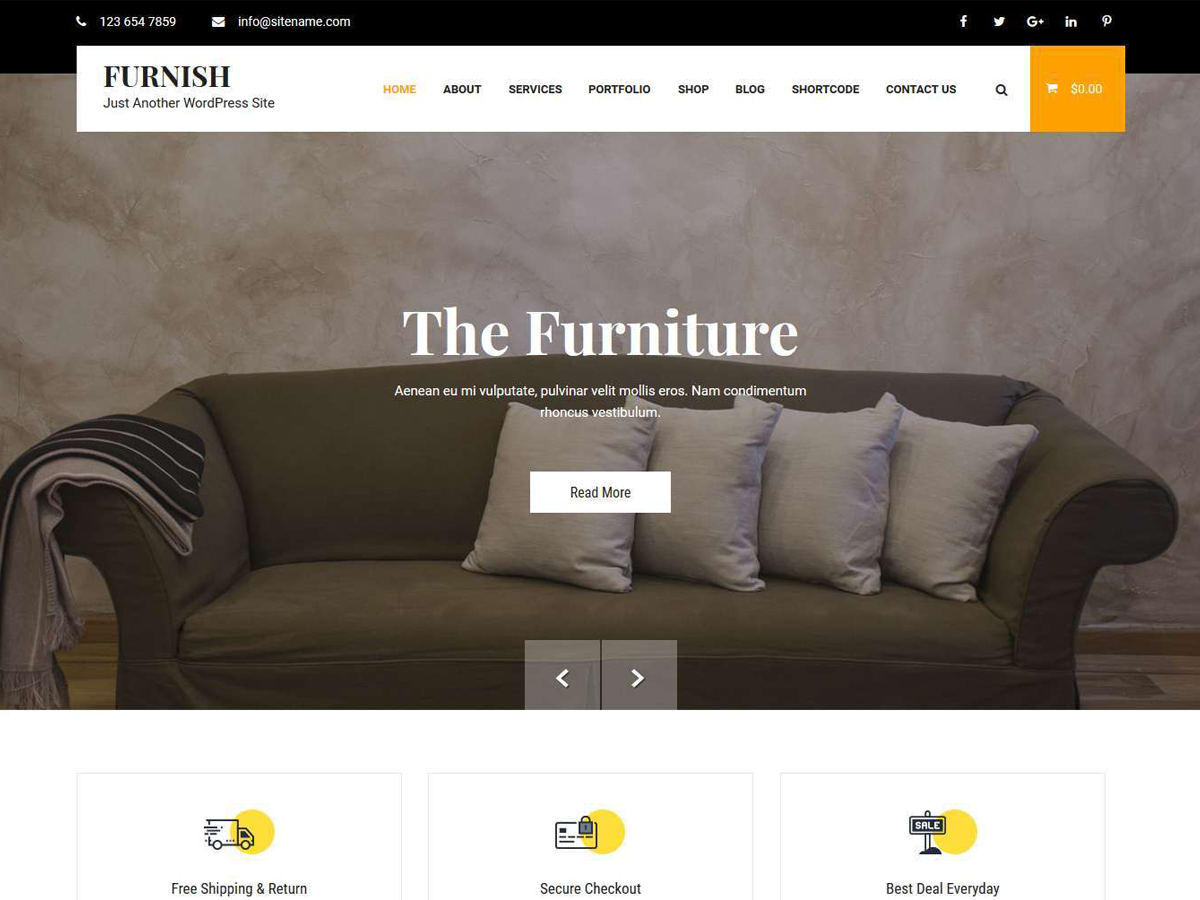 123 654 7859
info@sitename.com
FURNISH
Just Another WordPress Site
HOME ABOUT SERVICES PORTFOLIO SHOP BLOG SHORTCODE CONTACT US
$0.00
The Furniture
Aenean eu mi vulputate, pulvinar velit mollis eros. Nam condimentum
rhoncus vestibulum.
Read More
SALE
Free Shipping & Return
Secure Checkout
Best Deal Everyday